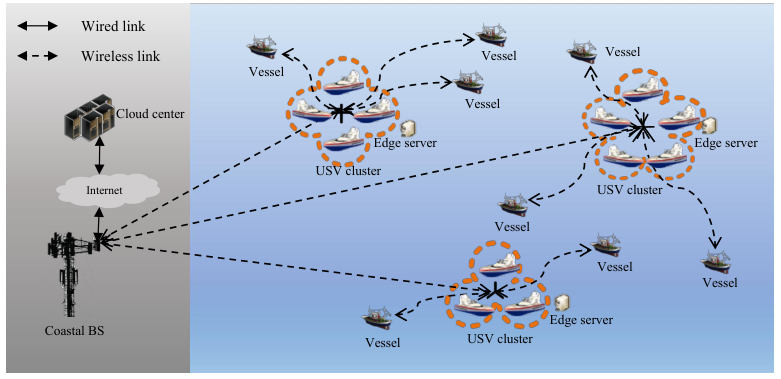 Wired link
Wireless link
Cloud center
Internet
Coastal BS
Vessel
Vessel
Vessel
Edge server
USV cluster
Vessel
Edge server
USV cluster
Vessel
Vessel
Vessel
Edge server
USV cluster
Vessel